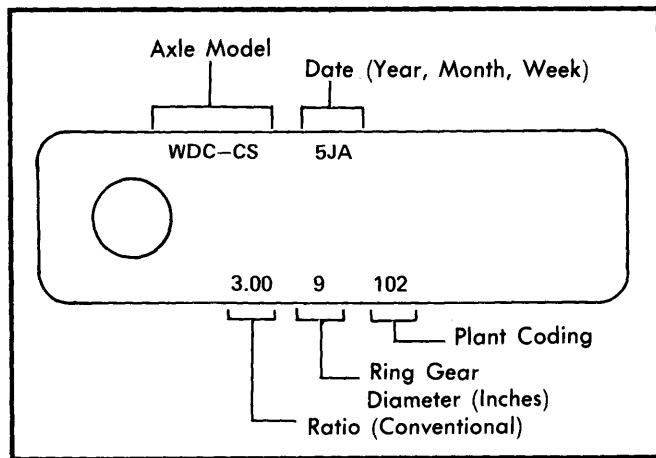 Axle Model
Date (Year, Month, Week)
WDC-CS 5JA
3.00 9 102
Plant Coding
Ring Gear
Diameter (Inches)
Ratio (Conventional)